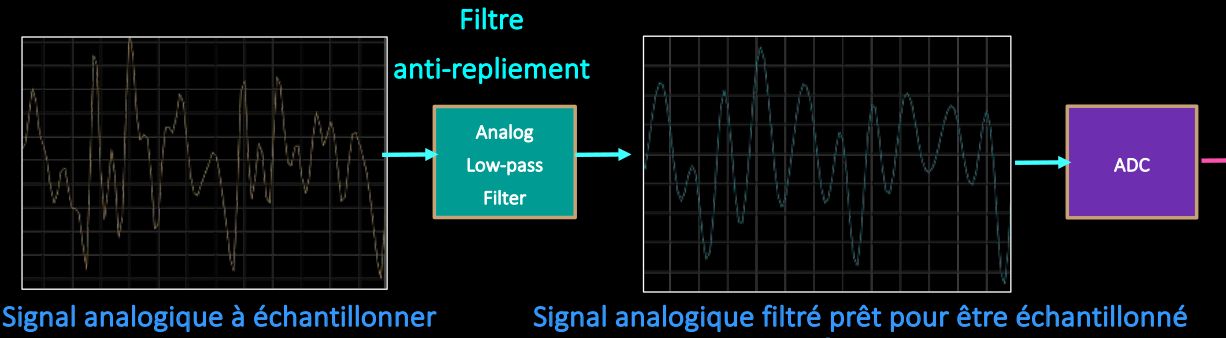 Filtre
anti-repliement
Analog
Low-pass
Filter
ADC
Signal analogique à échantillonner
Signal analogique filtré prêt pour être échantillonné